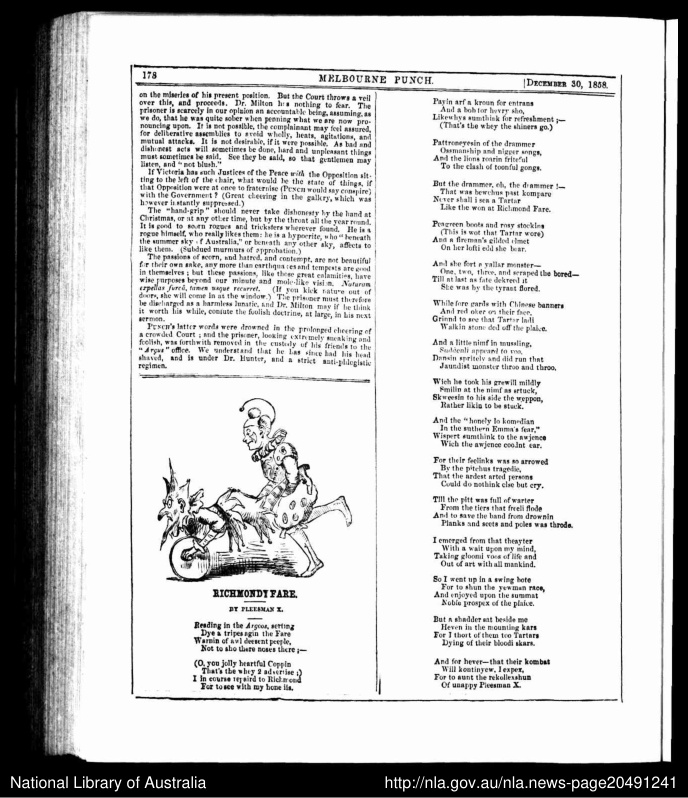 178
MELBOURNE PUNCH.
[DECEMBER 30, 1858.
on the miseries of his present position. But the Court throws a veil
over this, and proceeds. Dr. Milton has nothing to fear. The
prisoner is scarcely in our opinion an accountable being, assuming, as
we do, that he was quite sober when penning what we are now pro-
nouncing upon. It is not possible, the complainant may feel assured,
for deliberative assemblies to avoid wholly, heats, agitations, and
mutual attacks. It is not desirable, if it were possible. As bad and
dishonest acts will sometimes be done, hard and unpleasant things
must sometimes be said. See they be said, so that gentlemen may
listen, and "not blush."
If Victoria has such Justices of the Peace with the Opposition sit-
ting to the left of the chair, what would be the state of things, if
that Opposition were at once to fraternise (PUNCH would say conspire)
with the Government? (Great cheering in the gallery, which was
however instantly suppressed.)
The "hand-grip" should never take dishonesty by the hand at
Christmas, or at any other time, but by the throat all the year round.
It is good to scorn rogues and tricksters wherever found. He is a
rogue himself, who really likes them: he is a hypocrite, who "beneath
the summer sky of Australia," or beneath any other sky, affects to
like them. (Subdued murmurs of approbation.)
The passions of scorn, and hatred, and contempt, are not beautiful
for their own sake, any more than earthquakes and tempests are good
in themselves; but these passions, like these great calamities, have
wise purposes beyond our minute and mole-like vision. Naturam
expellas furcâ, tamen usque recurret. (If you kick nature out of
doors, she will come in at the window.) The prisoner must therefore
be discharged as a harmless lunatic, and Dr. Milton may if he think
it worth his while, confute the foolish doctrine, at large, in his next
sermon.
PUNCH'S latter words were drowned in the prolonged cheering of
a crowded Court; and the prisoner, looking extremely sneaking and
foolish, was forthwith removed in the custody of his friends to the
"Argus" office. We understand that he has since had his head
shaved, and is under Dr. Hunter, and a strict anti-phlogistic
regimen.
RICHMONDY FARE.
BY PLEESMAN X.
Reading in the Argoos, serting
Dye a tripes agin the Fare
Warnin of awl deesent peeple,
Not to sho there noses there;—
(O, you jolly heartful Coppin
That's the whey 2 advertise;)
I in course repaird to Richmond
For to see with my hone iis.
Payin arf a kroun for entrans
And a bob for hevery sho,
Likewhys sumthink for refreshment;—
(That's the whey the shiners go.)
Pattroneysin of the drammer
Oasmanship and nigger songs,
And the lions roarin friteful
To the clash of toonful gongs.
But the drammer, oh, the drammer!—
That was bewchus past kompare
Never shall i see a Tartar
Like the won at Richmond Fare.
Peagreen boots and rosy stockins
(This is wot that Tartar wore)
And a fireman's gilded elmet
On her lofti edd she bear.
And she fort a yallar monster—
One, two, three, and scraped the bored—
Till at last as fate dekreed it
She was by the tyrant flored.
While fore gards with Chinese banners
And red oker on their face,
Grinnd to see that Tartar ladi
Walkin stone ded off the plaice.
And a little nimf in mussling,
Suddenli appeard to voo,
Dansin spritely and did run that
Jaundist monster throo and throo.
Wich he took his grewill mildly
Smilin at the nimf as artuck,
Skweesin to his side the weppon,
Rather likin to be stuck.
And the "honely lo komedian
In the suthern Emma's fear,"
Wispert sumthink to the awjence
Wich the awjence coolnt ear.
For their feelinks was so arrowed
By the pitchus tragedie,
That the ardest arted persons
Could do nothink else but cry.
Till the pitt was full of warter
From the tiers that freeli flode
And to save the band from drownin
Planks and seets and poles was throde.
I emerged from that theayter
With a wait upon my mind,
Taking gloomi voos of life and
Out of art with all mankind.
So I went up in a swing bote
For to shun the yewman race,
And enjoyed upon the summat
Nobin prospex of the plaice.
But a shadder sat beside me
Heven in the mounting kars
For I thort of them too Tartars
Dying of their bloodi skars.
And for hever—that their kombat
Will kontinyew, I expex,
For to aunt the rekollexshun
Of unappy Pleesman X.
National Library of Australia
http://nla.gov.au/nla.news-page20491241